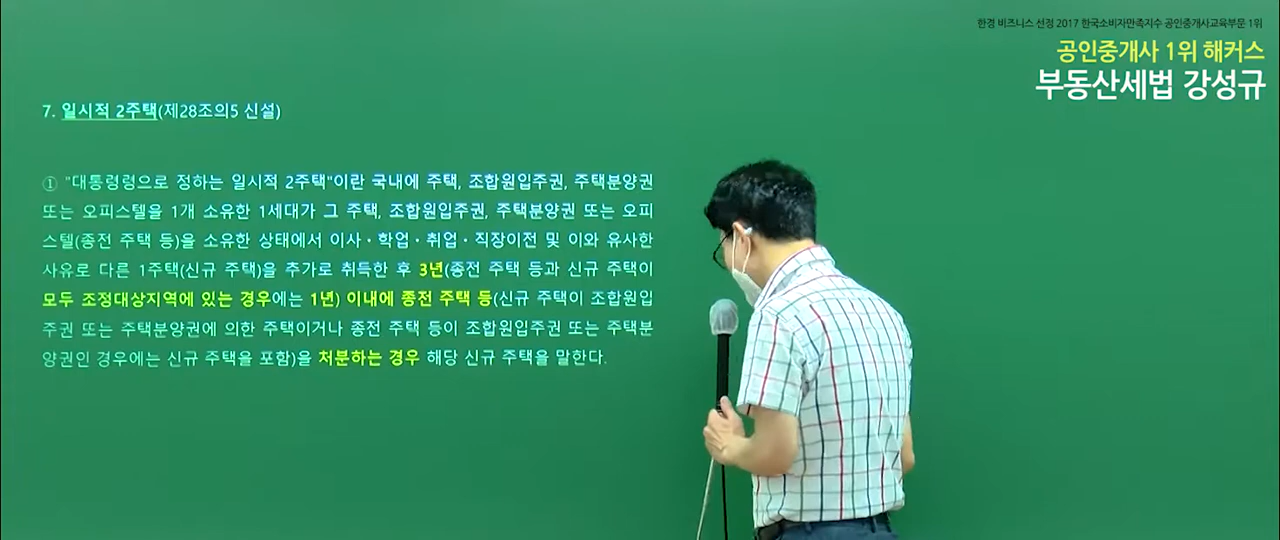 한경 비즈니스 선정 2017 한국소비자만족지수 공인중개사교육부문 1위
공인중개사 1위 해커스
부동산세법 강성규
7. 일시적 2주택(제28조의5 신설)
① "대통령령으로 정하는 일시적 2주택"이란 국내에 주택, 조합원입주권, 주택분양권
또는 오피스텔을 1개 소유한 1세대가 그 주택, 조합원입주권, 주택분양권 또는 오피
스텔(종전 주택 등)을 소유한 상태에서 이사·학업·취업·직장이전 및 이와 유사한
사유로 다른 1주택(신규 주택)을 추가로 취득한 후 3년(종전 주택 등과 신규 주택이
모두 조정대상지역에 있는 경우에는 1년) 이내에 종전 주택 등(신규 주택이 조합원입
주권 또는 주택분양권에 의한 주택이거나 종전 주택 등이 조합원입주권 또는 주택분
양권인 경우에는 신규 주택을 포함)을 처분하는 경우 해당 신규 주택을 말한다.